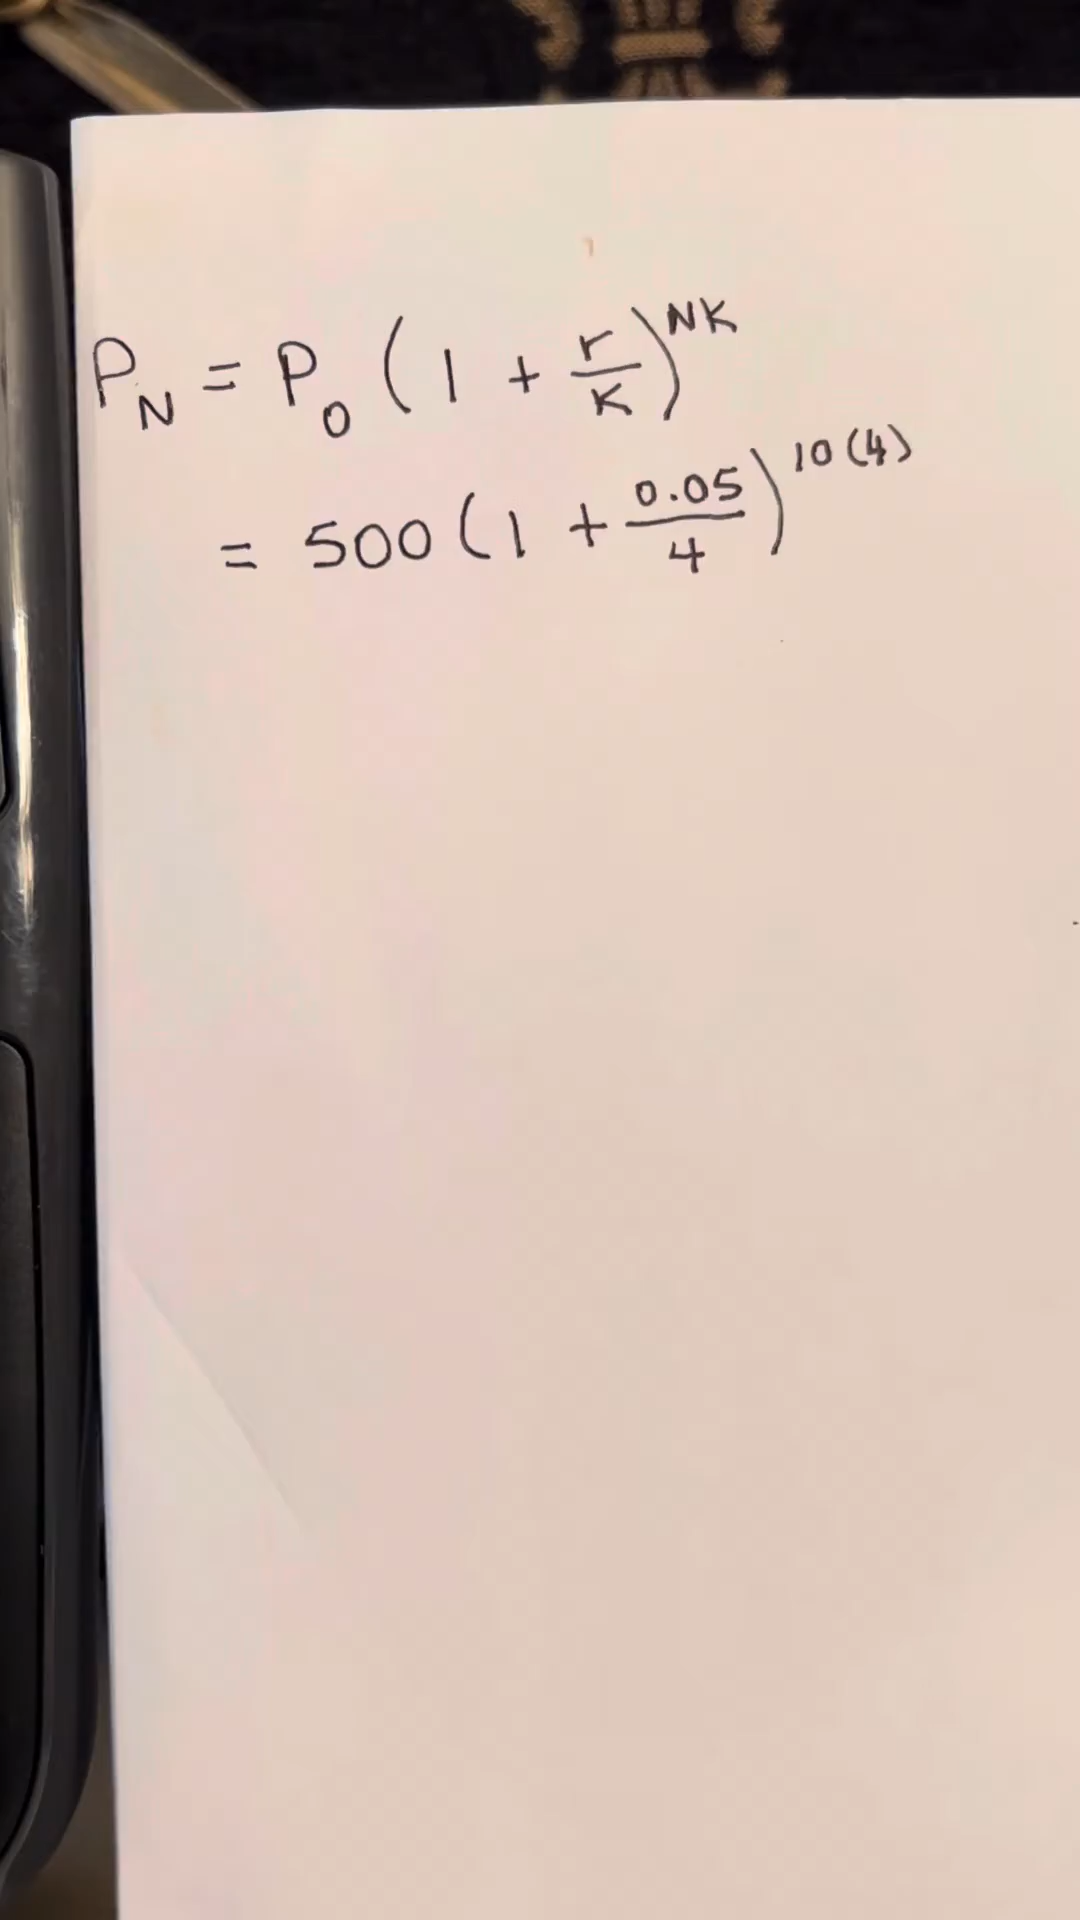 P_N = P_0 (1 + r/K)^NK
= 500 (1 + 0.05/4)^10(4)